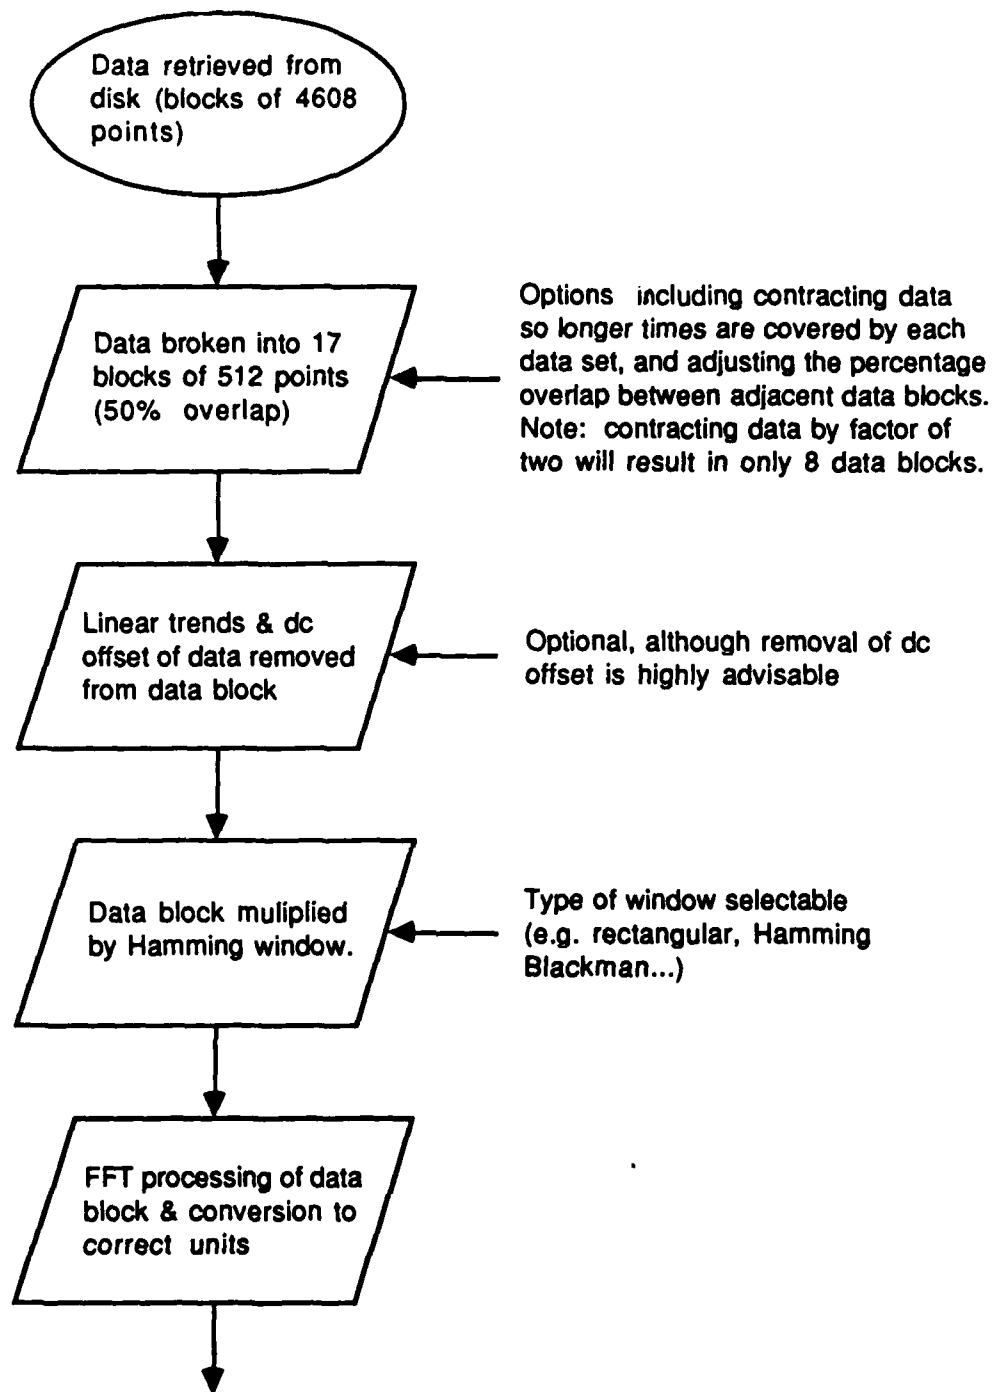 Data retrieved from
disk (blocks of 4608
points)
Data broken into 17
blocks of 512 points
(50% overlap)
Options including contracting data
so longer times are covered by each
data set, and adjusting the percentage
overlap between adjacent data blocks.
Note: contracting data by factor of
two will result in only 8 data blocks.
Linear trends & dc
offset of data removed
from data block
Optional, although removal of dc
offset is highly advisable
Data block muliplied
by Hamming window.
Type of window selectable
(e.g. rectangular, Hamming
Blackman...)
FFT processing of data
block & conversion to
correct units